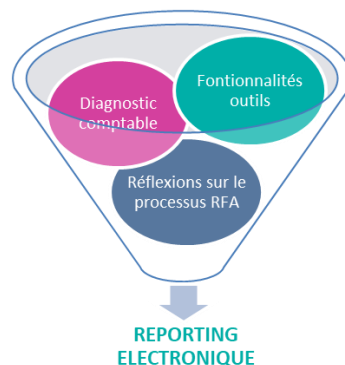 Diagnostic
comptable
Fontionnalités
outils
Réflexions sur le
processus RFA
REPORTING
ELECTRONIQUE